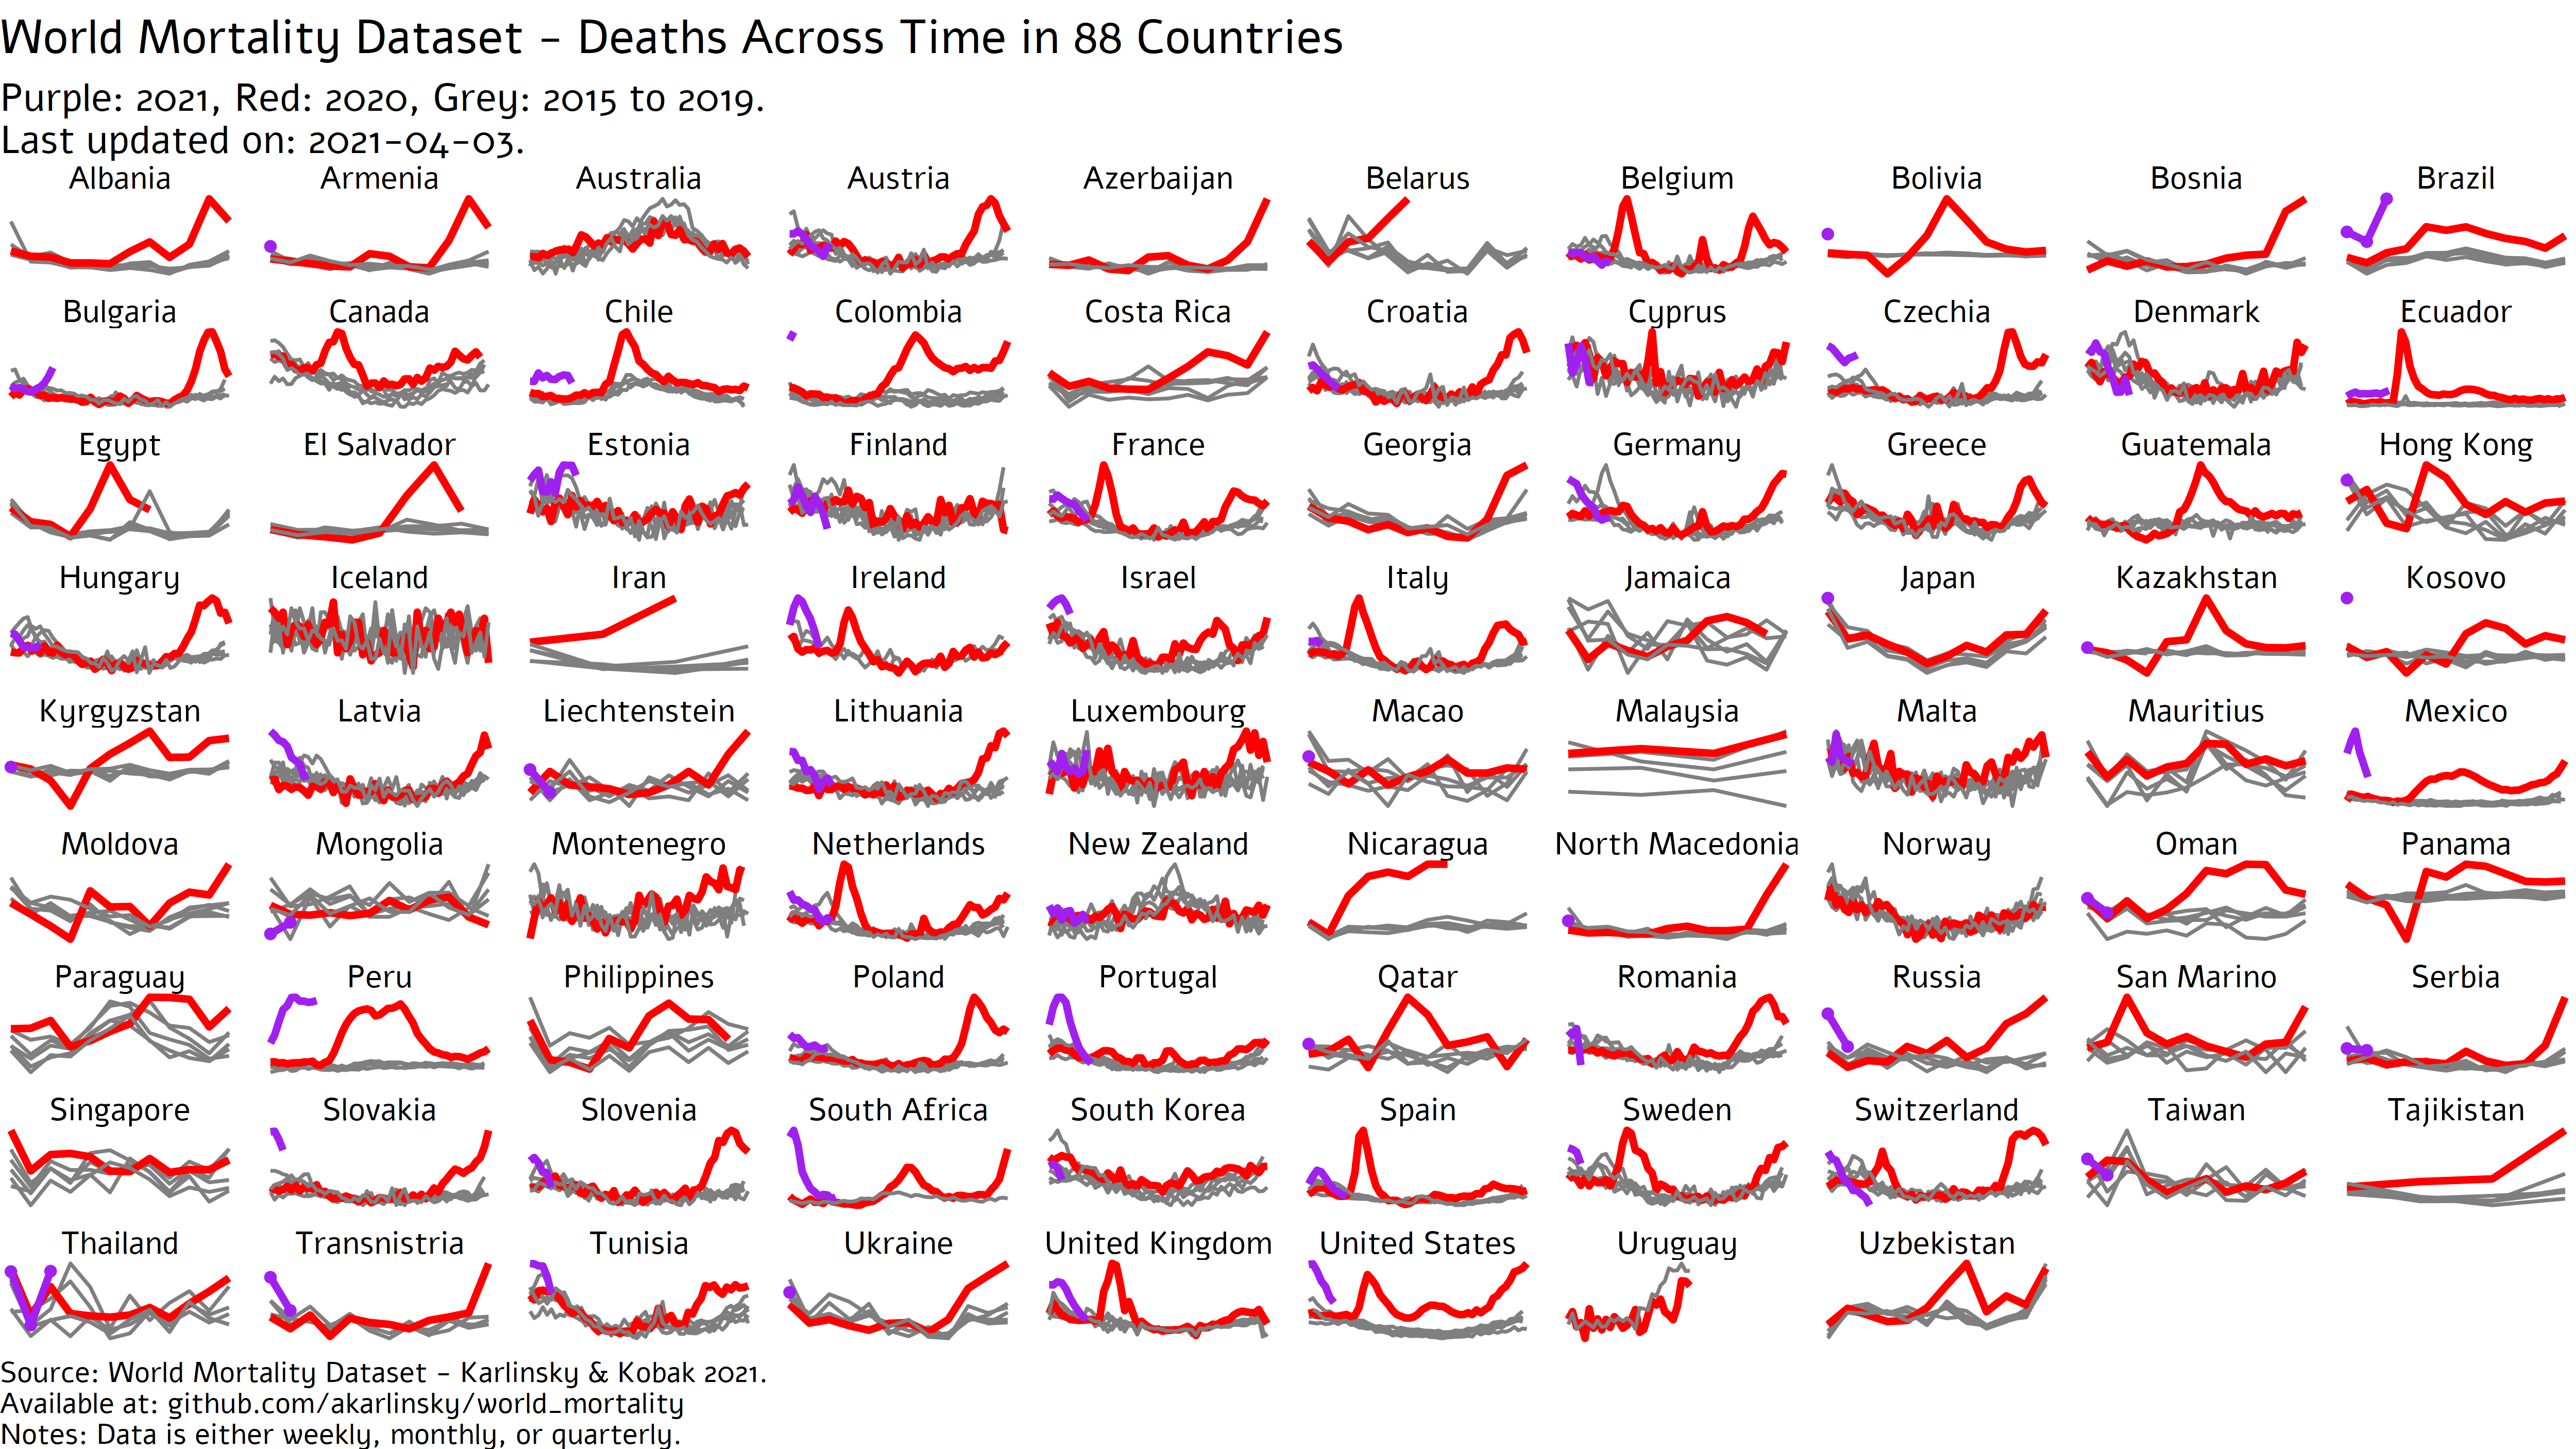 World Mortality Dataset - Deaths Across Time in 88 Countries
Purple: 2021, Red: 2020, Grey: 2015 to 2019.
Last updated on: 2021-04-03.
Albania Armenia Australia Austria Azerbaijan Belarus Belgium Bolivia Bosnia Brazil
Bulgaria Canada Chile Colombia Costa Rica Croatia Cyprus Czechia Denmark Ecuador
Egypt El Salvador Estonia Finland France Georgia Germany Greece Guatemala Hong Kong
Hungary Iceland Iran Ireland Israel Italy Jamaica Japan Kazakhstan Kosovo
Kyrgyzstan Latvia Liechtenstein Lithuania Luxembourg Macao Malaysia Malta Mauritius Mexico
Moldova Mongolia Montenegro Netherlands New Zealand Nicaragua North Macedonia Norway Oman Panama
Paraguay Peru Philippines Poland Portugal Qatar Romania Russia San Marino Serbia
Singapore Slovakia Slovenia South Africa South Korea Spain Sweden Switzerland Taiwan Tajikistan
Thailand Transnistria Tunisia Ukraine United Kingdom United States Uruguay Uzbekistan
Source: World Mortality Dataset - Karlinsky & Kobak 2021.
Available at: github.com/akarlinsky/world_mortality
Notes: Data is either weekly, monthly, or quarterly.